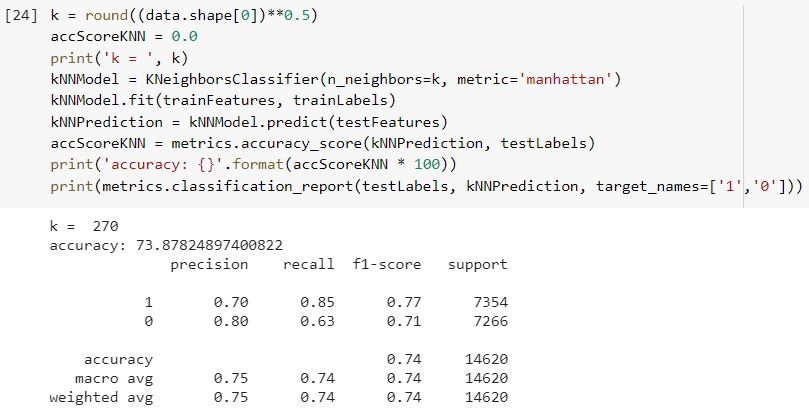 [24] k = round((data.shape[0])**0.5)
accScoreKNN = 0.0
print('k = ', k)
kNNModel = KNeighborsClassifier(n_neighbors=k, metric='manhattan')
kNNModel.fit(trainFeatures, trainLabels)
kNNPrediction = kNNModel.predict(testFeatures)
accScoreKNN = metrics.accuracy_score(kNNPrediction, testLabels)
print('accuracy: {}'.format(accScoreKNN * 100))
print(metrics.classification_report(testLabels, kNNPrediction, target_names=['1','0']))
k =  270
accuracy: 73.87824897400822
precision recall f1-score support
1 0.70 0.85 0.77 7354
0 0.80 0.63 0.71 7266
accuracy 0.74 14620
macro avg 0.75 0.74 0.74 14620
weighted avg 0.75 0.74 0.74 14620